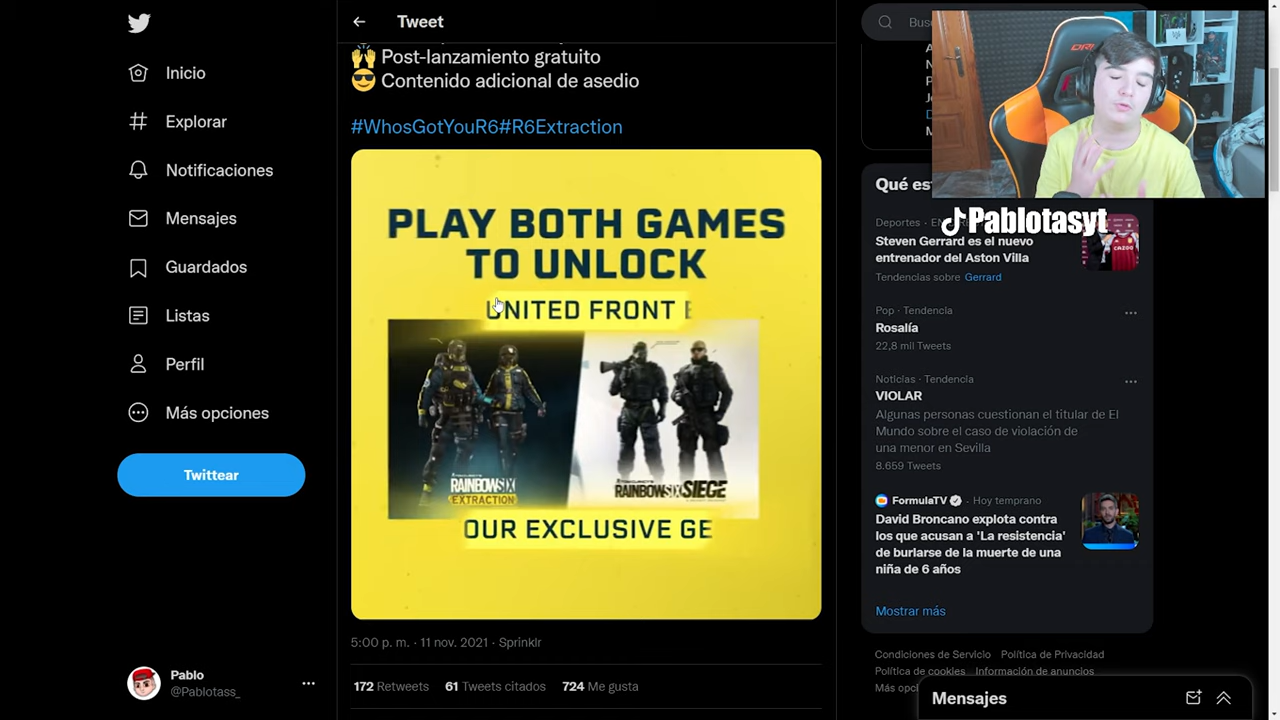 Tweet
Bus
Inicio
Explorar
Notificaciones
Mensajes
Guardados
Listas
Perfil
Más opciones
Twittear
Pablo
@Pablotass_
Post-lanzamiento gratuito
Contenido adicional de asedio
#WhosGotYouR6#R6Extraction
PLAY BOTH GAMES
TO UNLOCK
UNITED FRONT
RAINBOWSIX
EXTRACTION
RAINBOWSIX SIEGE
OUR EXCLUSIVE GE
5:00 p. m. · 11 nov. 2021 · Sprinklr
172 Retweets 61 Tweets citados 724 Me gusta
Pablotasyt
Qué es
Deportes
Steven Gerrard es el nuevo
entrenador del Aston Villa
Tendencias sobre Gerrard
Pop · Tendencia
Rosalía
22,8 mil Tweets
Noticias · Tendencia
VIOLAR
Algunas personas cuestionan el titular de El
Mundo sobre el caso de violación de
una menor en Sevilla
8.659 Tweets
FormulaTV · Hoy temprano
David Broncano explota contra
los que acusan a 'La resistencia'
de burlarse de la muerte de una
niña de 6 años
Mostrar más
Condiciones de Servicio Política de Privacidad
Política de cookies Información de anuncios
Más opci
Mensajes